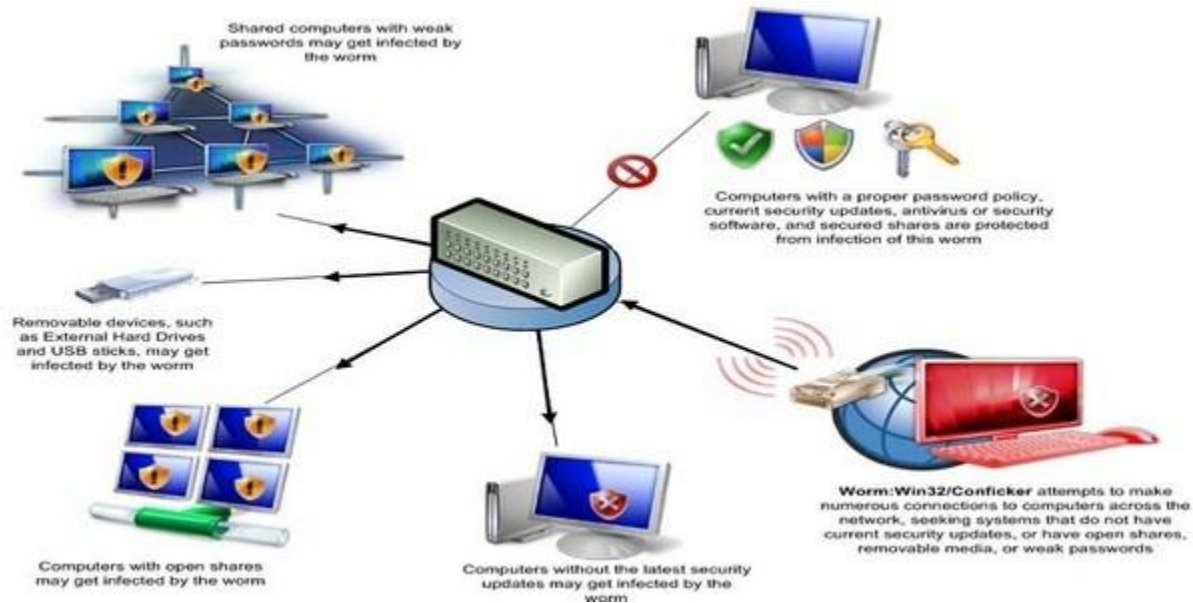 Shared computers with weak
passwords may get infected by
the worm
Computers with a proper password policy,
current security updates, antivirus or security
software, and secured shares are protected
from infection of this worm
Removable devices, such
as External Hard Drives
and USB sticks, may get
infected by the worm
Worm:Win32/Conficker attempts to make
numerous connections to computers across the
network, seeking systems that do not have
current security updates, or have open shares,
removable media, or weak passwords
Computers with open shares
may get infected by the worm
Computers without the latest security
updates may get infected by the
worm